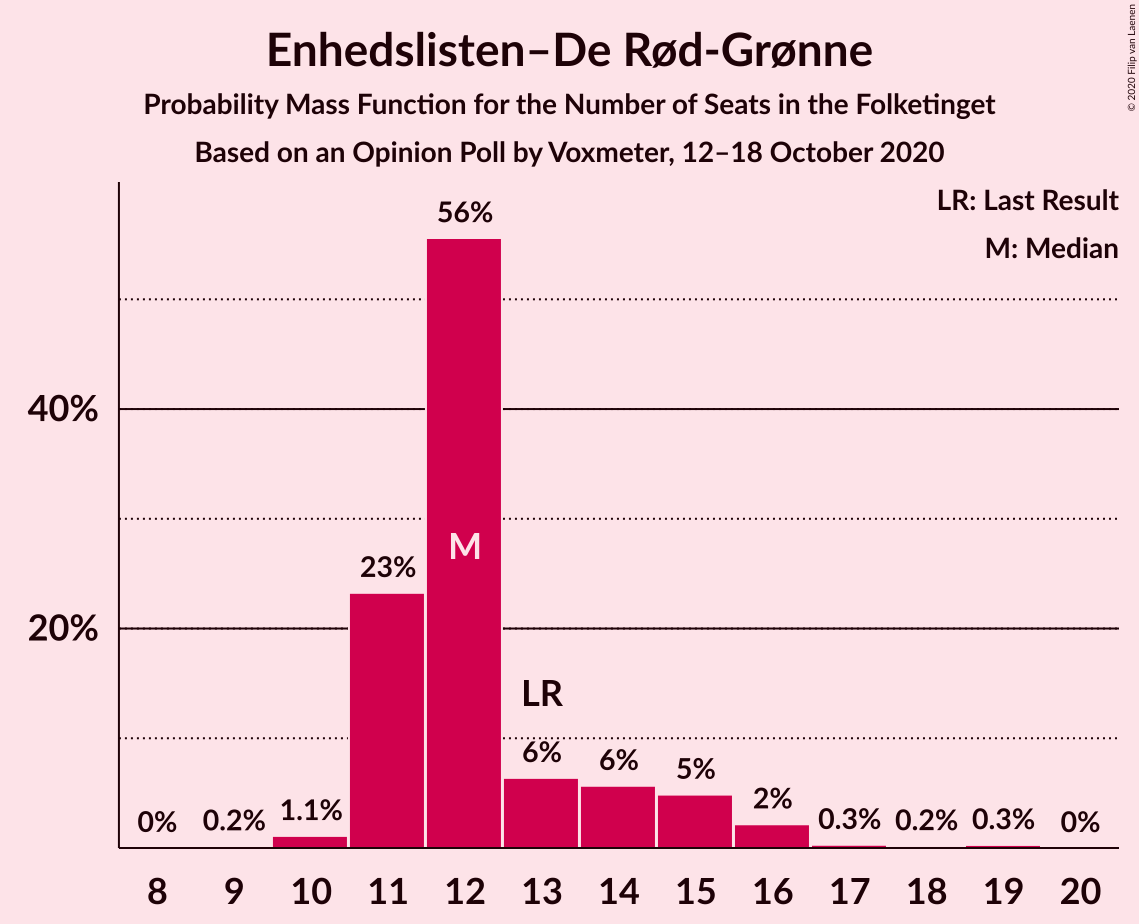 Enhedslisten–De Rød-Grønne
Probability Mass Function for the Number of Seats in the Folketinget
Based on an Opinion Poll by Voxmeter, 12–18 October 2020
© 2020 Filip van Laenen
LR: Last Result
M: Median
56%
40%
M
23%
20%
LR
6%
6%
5%
2%
1.1%
0%
0.2%
0.3%
0.2%
0.3%
0%
8 9 10 11 12 13 14 15 16 17 18 19 20